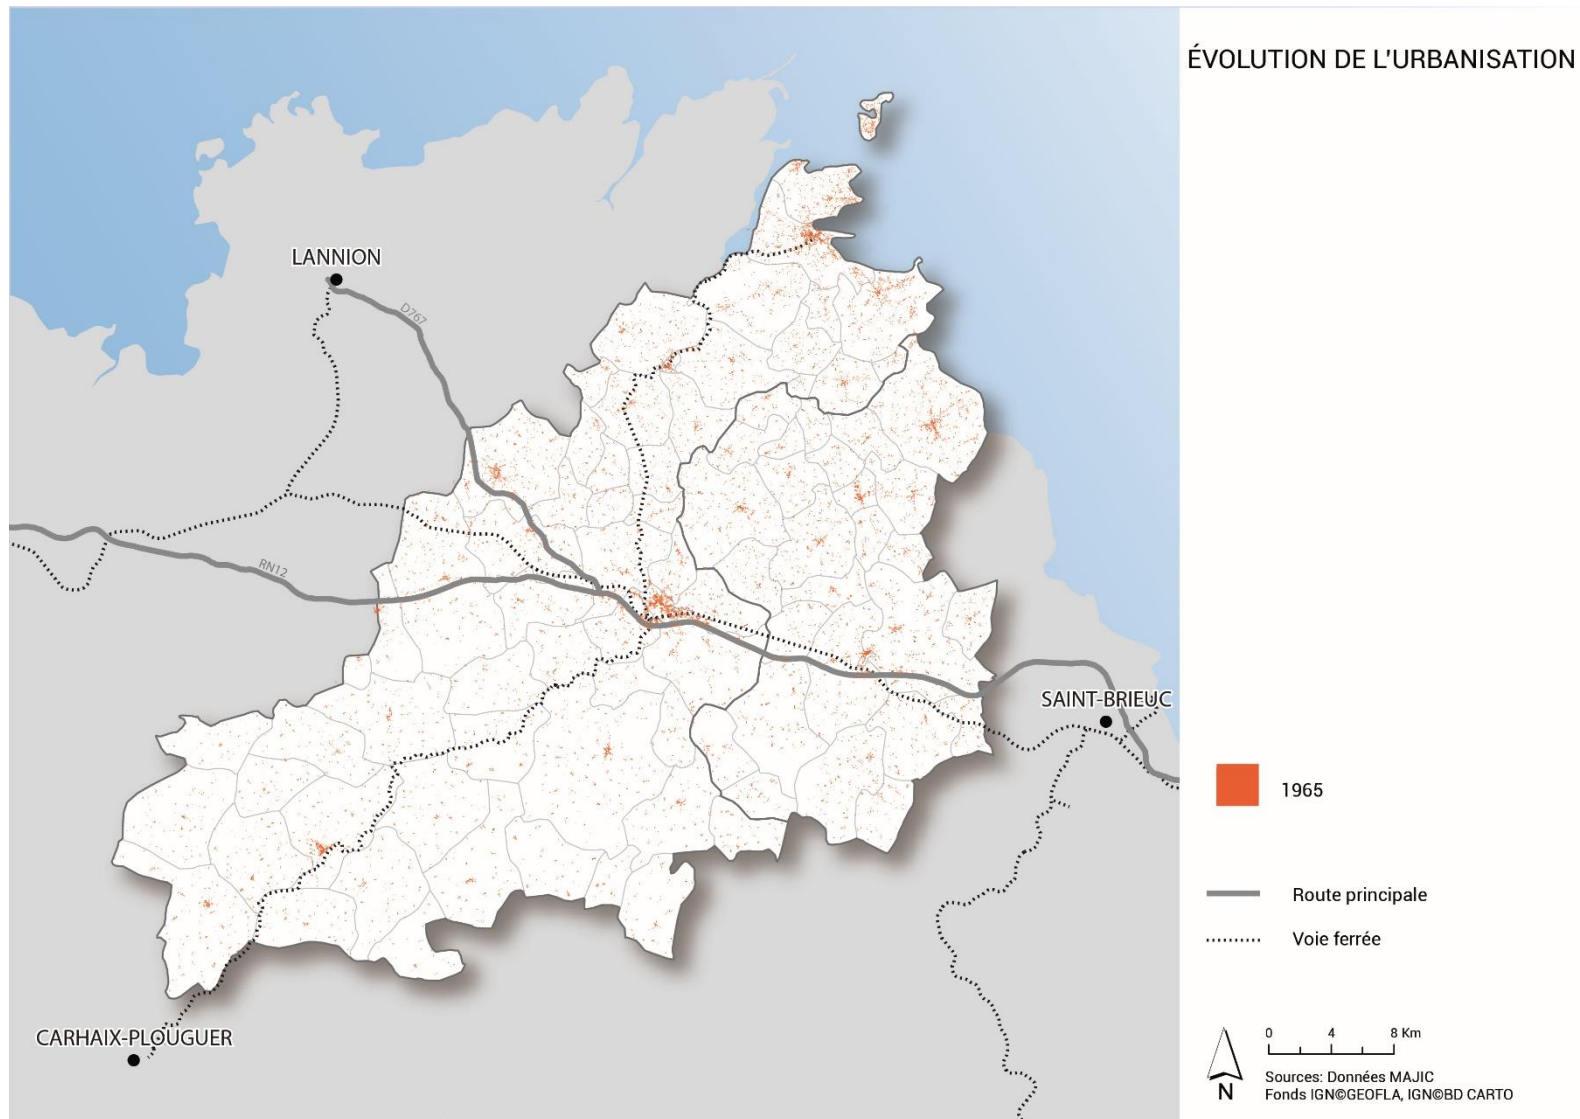 ÉVOLUTION DE L'URBANISATION
LANNION
D767
RN12
SAINT-BRIEUC
CARHAIX-PLOUGUER
1965
Route principale
Voie ferrée
0 4 8 Km
N
Sources: Données MAJIC
Fonds IGN©GEOFLA, IGN©BD CARTO